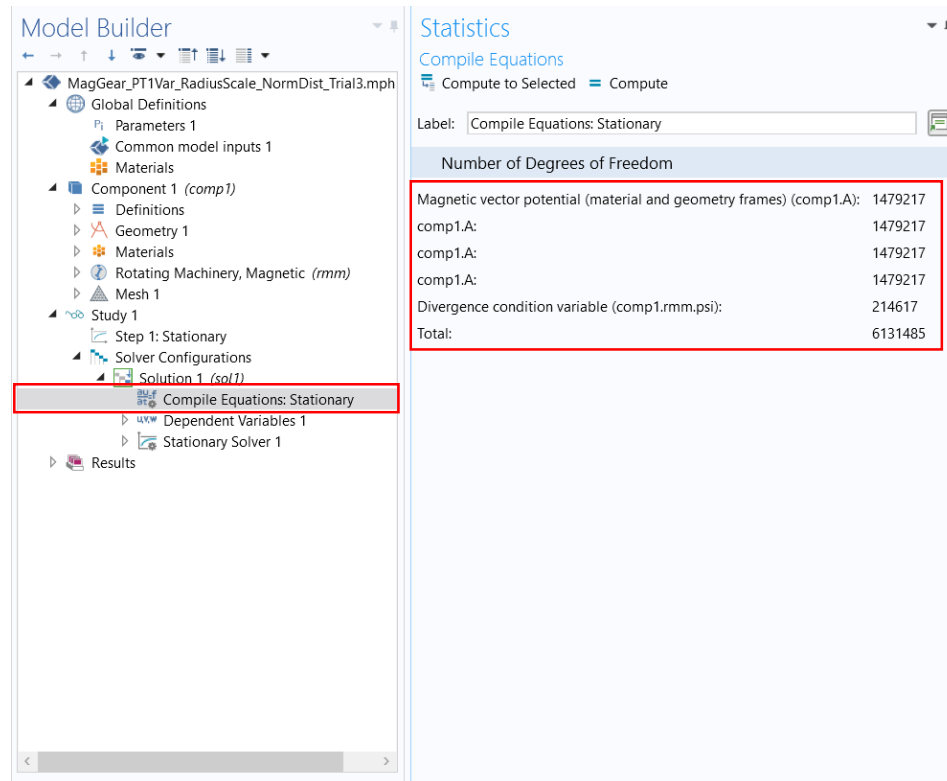 Model Builder
MagGear_PT1Var_RadiusScale_NormDist_Trial3.mph
Global Definitions
Pi Parameters 1
Common model inputs 1
Materials
Component 1 (comp1)
Definitions
Geometry 1
Materials
Rotating Machinery, Magnetic (rmm)
Mesh 1
Study 1
Step 1: Stationary
Solver Configurations
Solution 1 (sol1)
Compile Equations: Stationary
u,v,w Dependent Variables 1
Stationary Solver 1
Results
Statistics
Compile Equations
Compute to Selected = Compute
Label: Compile Equations: Stationary
Number of Degrees of Freedom
Magnetic vector potential (material and geometry frames) (comp1.A): 1479217
comp1.A: 1479217
comp1.A: 1479217
comp1.A: 1479217
Divergence condition variable (comp1.rmm.psi): 214617
Total: 6131485